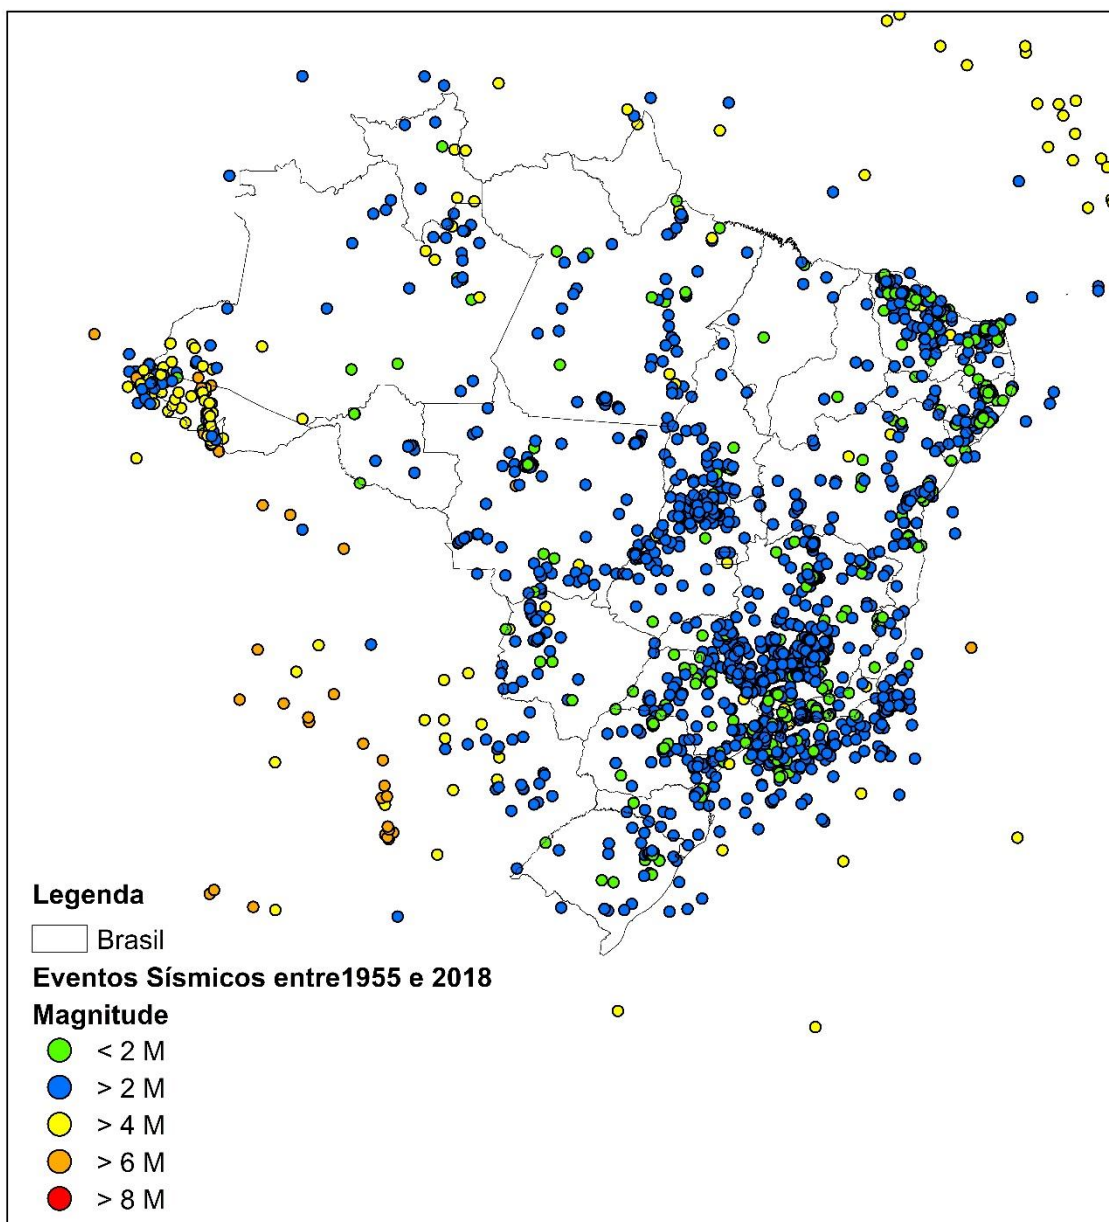 Legenda
Brasil
Eventos Sísmicos entre1955 e 2018
Magnitude
< 2 M
> 2 M
> 4 M
> 6 M
> 8 M